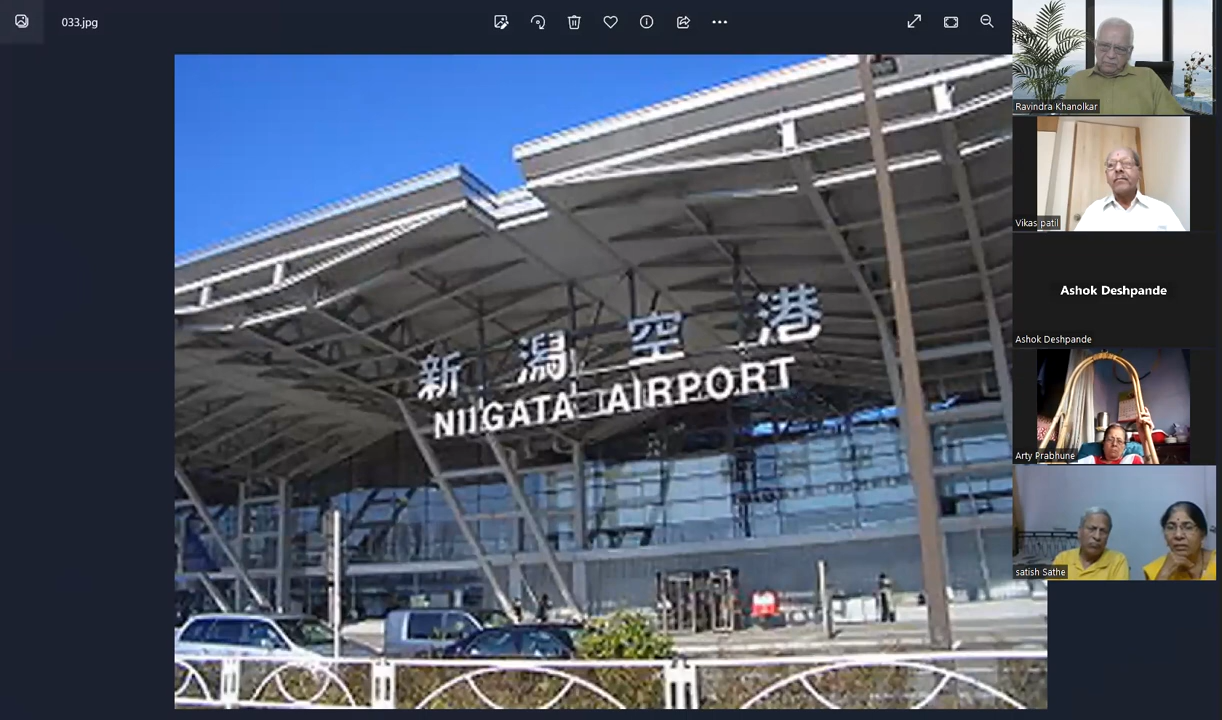 033.jpg
新潟空港
NIIGATA AIRPORT
Ravindra Khanolkar
Vikas patil
Ashok Deshpande
Ashok Deshpande
Arty Prabhune
satish Sathe